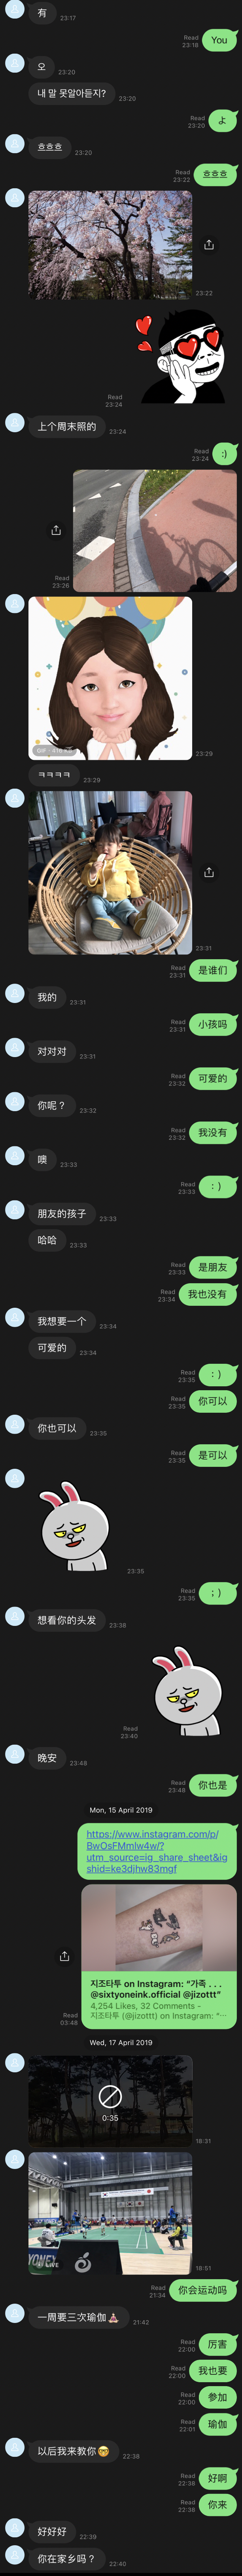 有
23:17
Read
23:18
You
오
23:20
내 말 못알아듣지?
23:20
Read
23:20
よ
흐흐흐
23:20
Read
23:22
흐흐흐
23:22
Read
23:24
上个周末照的
23:24
Read
23:24
:)
Read
23:26
GIF
23:29
ㅋㅋㅋㅋ
23:29
23:31
Read
23:31
是谁们
我的
23:31
Read
23:31
小孩吗
对对对
23:31
Read
23:32
可爱的
你呢？
23:32
Read
23:32
我没有
噢
23:33
Read
23:33
：)
朋友的孩子
23:33
哈哈
23:33
Read
23:33
是朋友
Read
23:34
我也没有
我想要一个
23:34
可爱的
23:34
Read
23:35
：)
Read
23:35
你可以
你也可以
23:35
Read
23:35
是可以
23:35
Read
23:35
；)
想看你的头发
23:38
Read
23:40
晚安
23:48
Read
23:48
你也是
Mon, 15 April 2019
https://www.instagram.com/p/
BwOsFMmlw4w/?
utm_source=ig_share_sheet&ig
shid=ke3djhw83mgf
지조타투 on Instagram: “가족 . . .
@sixtyoneink.official @jizottt”
4,254 Likes, 32 Comments -
지조타투 (@jizottt) on Instagram: “...
Read
03:48
Wed, 17 April 2019
0:35
18:31
YONEX
LIVE
18:51
Read
21:34
你会运动吗
一周要三次瑜伽
21:42
Read
22:00
厉害
Read
22:00
我也要
Read
22:00
参加
Read
22:01
瑜伽
以后我来教你
22:38
Read
22:38
好啊
Read
22:38
你来
好好好
22:39
你在家乡吗？
22:40